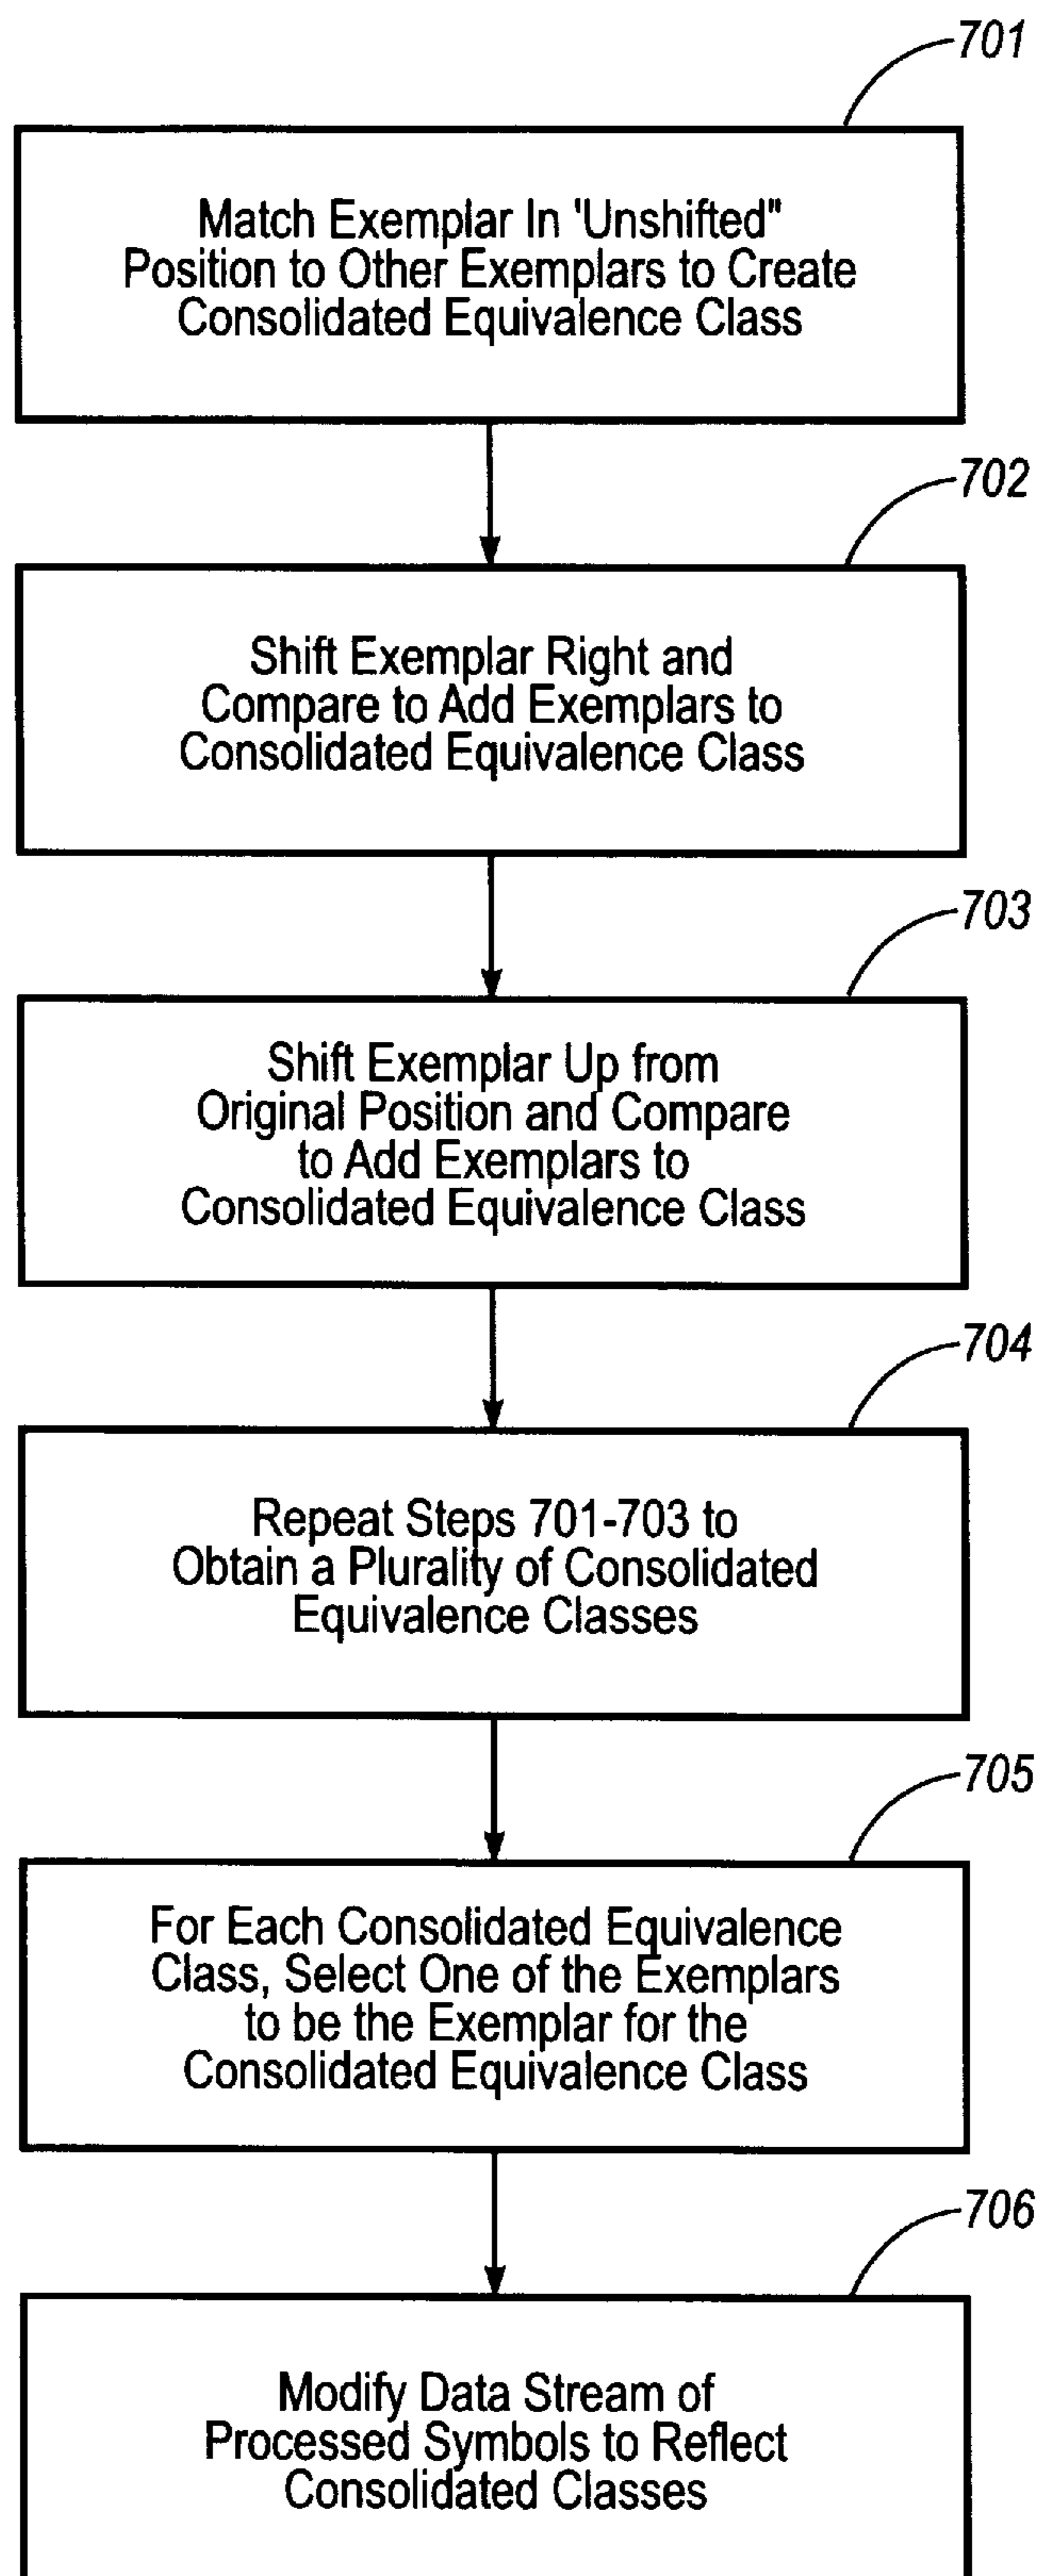 701
Match Exemplar In 'Unshifted"
Position to Other Exemplars to Create
Consolidated Equivalence Class
702
Shift Exemplar Right and
Compare to Add Exemplars to
Consolidated Equivalence Class
703
Shift Exemplar Up from
Original Position and Compare
to Add Exemplars to
Consolidated Equivalence Class
704
Repeat Steps 701-703 to
Obtain a Plurality of Consolidated
Equivalence Classes
705
For Each Consolidated Equivalence
Class, Select One of the Exemplars
to be the Exemplar for the
Consolidated Equivalence Class
706
Modify Data Stream of
Processed Symbols to Reflect
Consolidated Classes